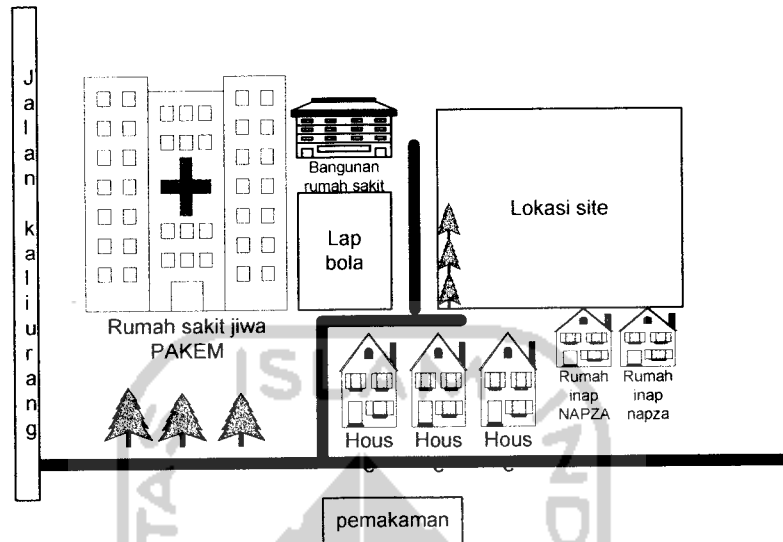 Jalan kaliurang
Bangunan
rumah sakit
Lokasi site
Lap
bola
Rumah sakit jiwa
PAKEM
Rumah
inap
NAPZA
Rumah
inap
napza
Hous
Hous
Hous
pemakaman
ISLAM